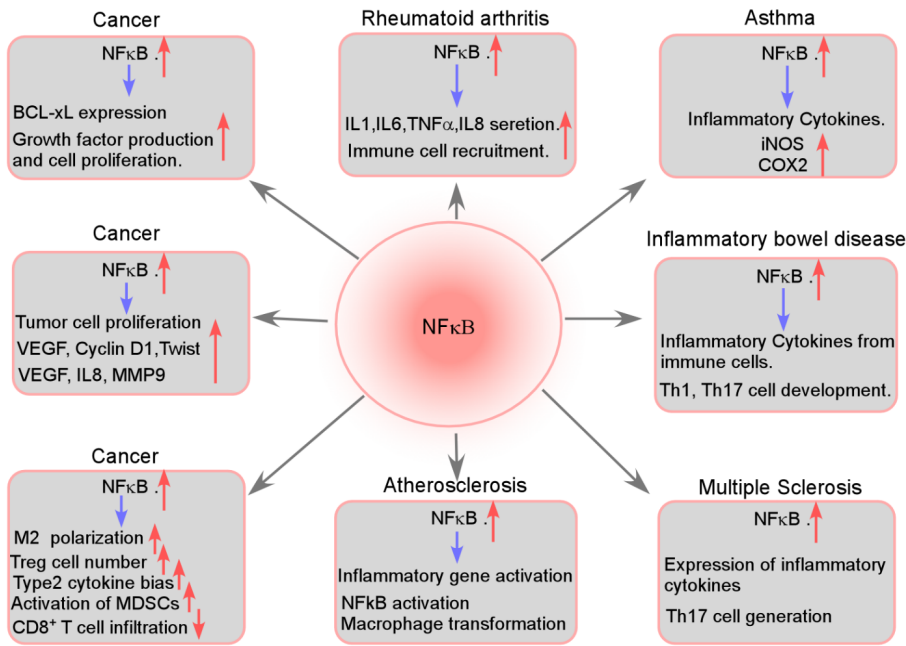 Cancer
NFκB .
BCL-xL expression
Growth factor production
and cell proliferation.
Rheumatoid arthritis
NFκB .
IL1,IL6,TNFα,IL8 seretion.
Immune cell recruitment.
Asthma
NFκB .
Inflammatory Cytokines.
iNOS
COX2
Cancer
NFκB .
Tumor cell proliferation
VEGF, Cyclin D1,Twist
VEGF, IL8, MMP9
NFκB
Inflammatory bowel disease
NFκB .
Inflammatory Cytokines from
immune cells.
Th1, Th17 cell development.
Cancer
NFκB .
M2 polarization
Treg cell number
Type2 cytokine bias
Activation of MDSCs
CD8⁺ T cell infiltration
Atherosclerosis
NFκB .
Inflammatory gene activation
NFkB activation
Macrophage transformation
Multiple Sclerosis
NFκB .
Expression of inflammatory
cytokines
Th17 cell generation